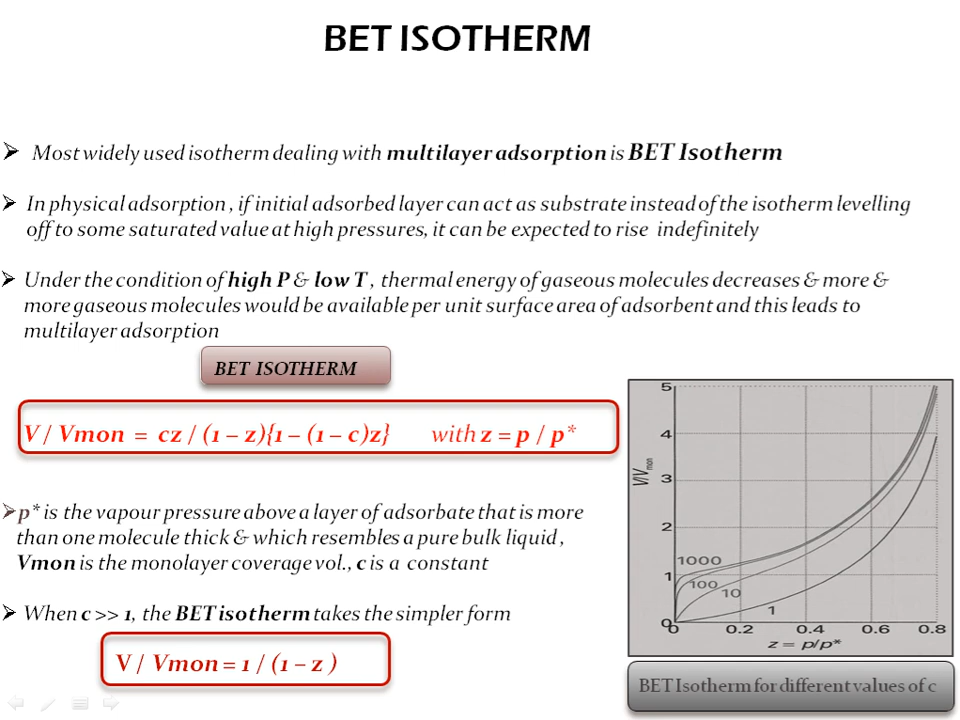 BET ISOTHERM
➢ Most widely used isotherm dealing with multilayer adsorption is BET Isotherm
➢ In physical adsorption , if initial adsorbed layer can act as substrate instead of the isotherm levelling
off to some saturated value at high pressures, it can be expected to rise indefinitely
➢ Under the condition of high P & low T , thermal energy of gaseous molecules decreases & more &
more gaseous molecules would be available per unit surface area of adsorbent and this leads to
multilayer adsorption
BET ISOTHERM
V / Vmon = cz / (1 – z){1 – (1 – c)z} with z = p / p*
➢p* is the vapour pressure above a layer of adsorbate that is more
than one molecule thick & which resembles a pure bulk liquid ,
Vmon is the monolayer coverage vol., c is a constant
➢ When c >> 1, the BET isotherm takes the simpler form
V / Vmon = 1 / (1 – z )
5
4
3
2
1
0
V/Vmon
1000
100
10
1
0 0.2 0.4 0.6 0.8
z = p/p*
BET Isotherm for different values of c